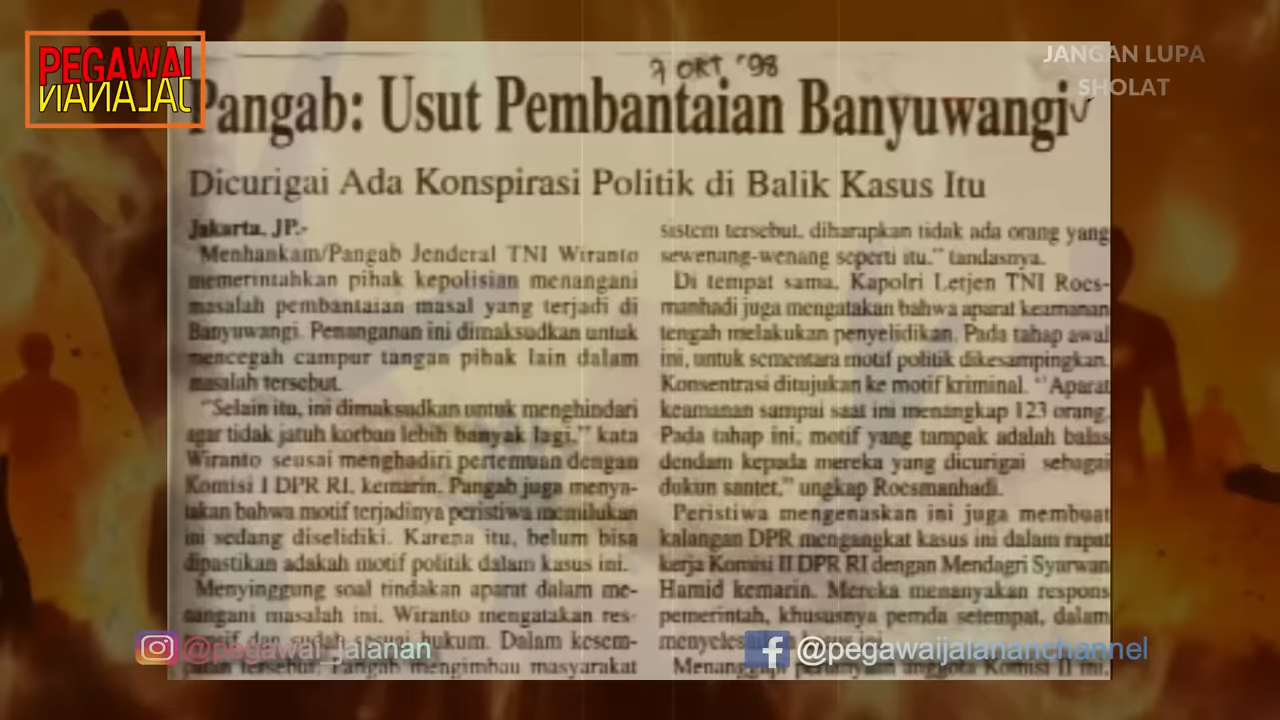 PEGAWAI
JALANAN
JANGAN LUPA
SHOLAT
7 OKT '98
Pangab: Usut Pembantaian Banyuwangi
Dicurigai Ada Konspirasi Politik di Balik Kasus Itu
Jakarta, JP.-
Menhankam/Pangab Jenderal TNI Wiranto
memerintahkan pihak kepolisian menangani
masalah pembantaian masal yang terjadi di
Banyuwangi. Penanganan ini dimaksudkan untuk
mencegah campur tangan pihak lain dalam
masalah tersebut.
"Selain itu, ini dimaksudkan untuk menghindari
agar tidak jatuh korban lebih banyak lagi," kata
Wiranto seusai menghadiri pertemuan dengan
Komisi I DPR RI, kemarin. Pangab juga menya-
takan bahwa motif terjadinya peristiwa memilukan
ini sedang diselidiki. Karena itu, belum bisa
dipastikan adakah motif politik dalam kasus ini.
Menyinggung soal tindakan aparat dalam me-
nangani masalah ini, Wiranto mengatakan res-
dan sudah sesuai hukum. Dalam kesem-
tersebut, Pangab mengimbau masyarakat
sistem tersebut, diharapkan tidak ada orang yang
sewenang-wenang seperti itu," tandasnya.
Di tempat sama, Kapolri Letjen TNI Roes-
manhadi juga mengatakan bahwa aparat keamanan
tengah melakukan penyelidikan. Pada tahap awal
ini, untuk sementara motif politik dikesampingkan.
Konsentrasi ditujukan ke motif kriminal. "Aparat
keamanan sampai saat ini menangkap 123 orang.
Pada tahap ini, motif yang tampak adalah balas
dendam kepada mereka yang dicurigai sebagai
dukun santet," ungkap Roesmanhadi.
Peristiwa mengenaskan ini juga membuat
kalangan DPR mengangkat kasus ini dalam rapat
kerja Komisi II DPR RI dengan Mendagri Syarwan
Hamid kemarin. Mereka menanyakan respons
pemerintah, khususnya pemda setempat, dalam
anggota Komisi II ini,
@pegawai_jalanan
@pegawaijalananchannel